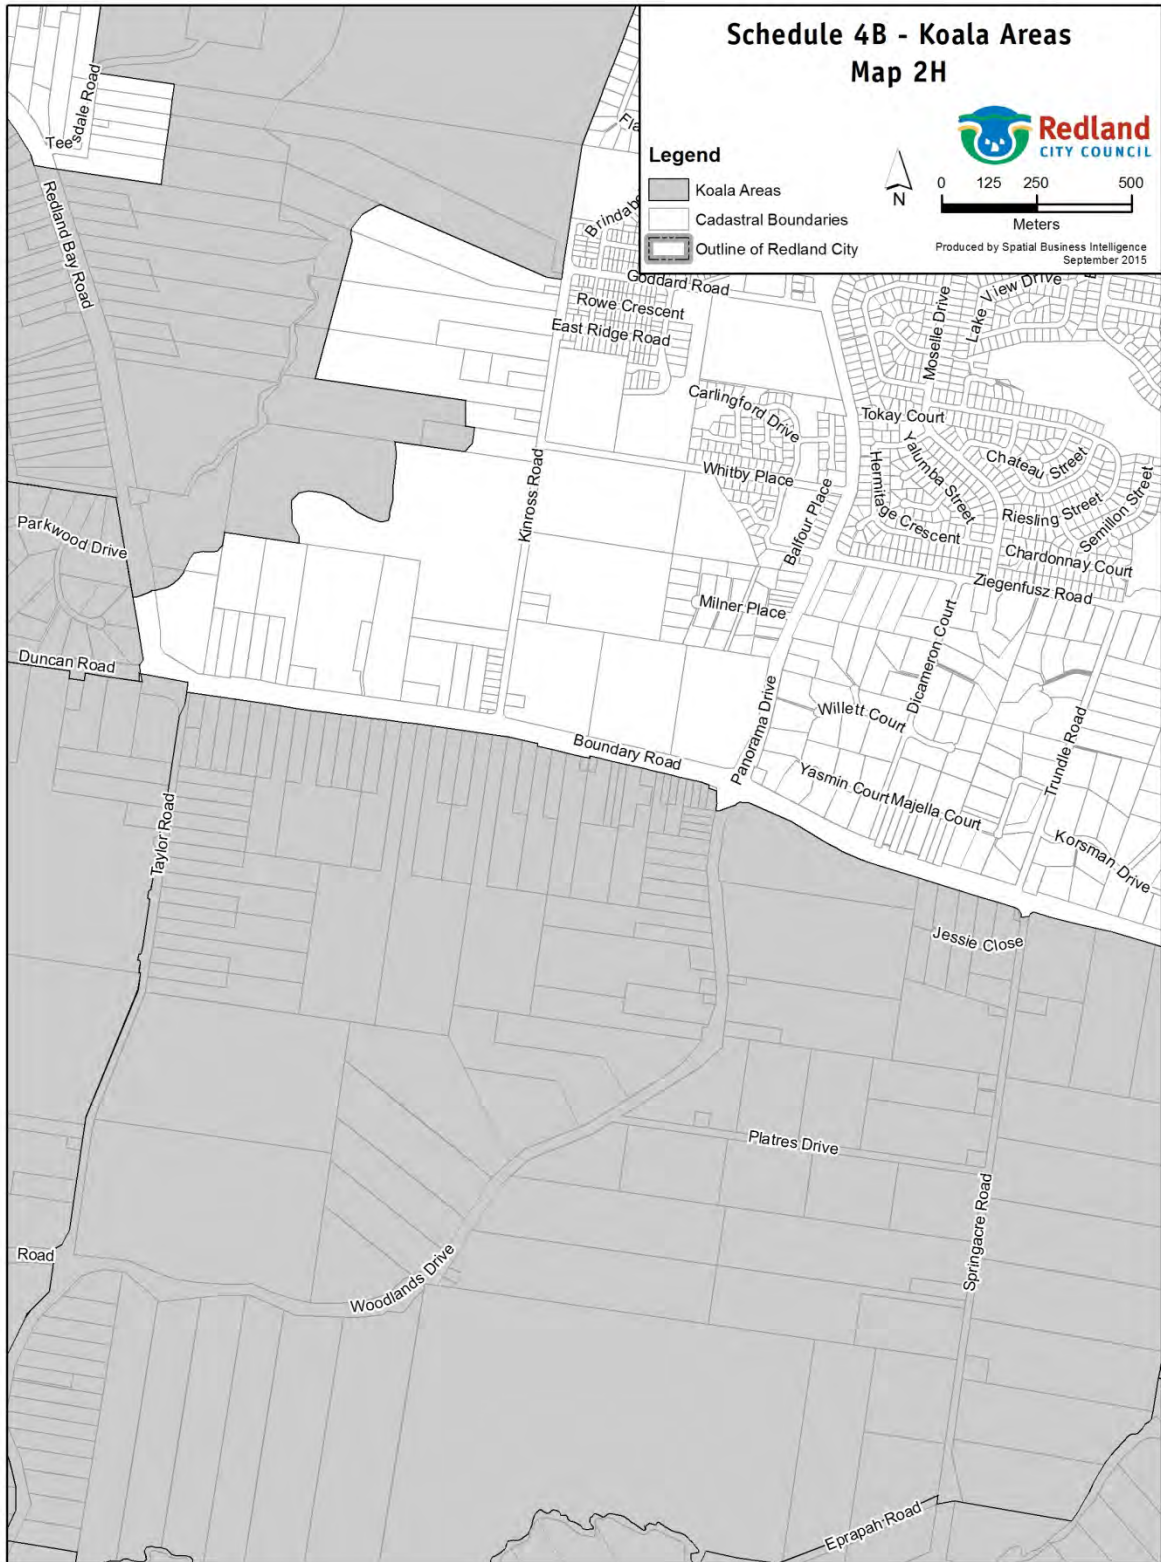 Schedule 4B - Koala Areas
Map 2H
Redland
CITY COUNCIL
Legend
Koala Areas
Cadastral Boundaries
Outline of Redland City
N
0 125 250 500
Meters
Produced by Spatial Business Intelligence
September 2015
Teesdale Road
Redland Bay Road
Goddard Road
Rowe Crescent
East Ridge Road
Lake View Drive
Moselle Drive
Carlingford Drive
Tokay Court
Yalumba Street
Chateau Street
Whitby Place
Hermitage Crescent
Riesling Street
Semillon Street
Kinross Road
Balfour Place
Parkwood Drive
Chardonnay Court
Ziegenfusz Road
Milner Place
Dicameron Court
Duncan Road
Willett Court
Trundle Road
Panorama Drive
Boundary Road
Yasmin Court
Majella Court
Korsman Drive
Taylor Road
Jessie Close
Platres Drive
Springacre Road
Road
Woodlands Drive
Eprapah Road